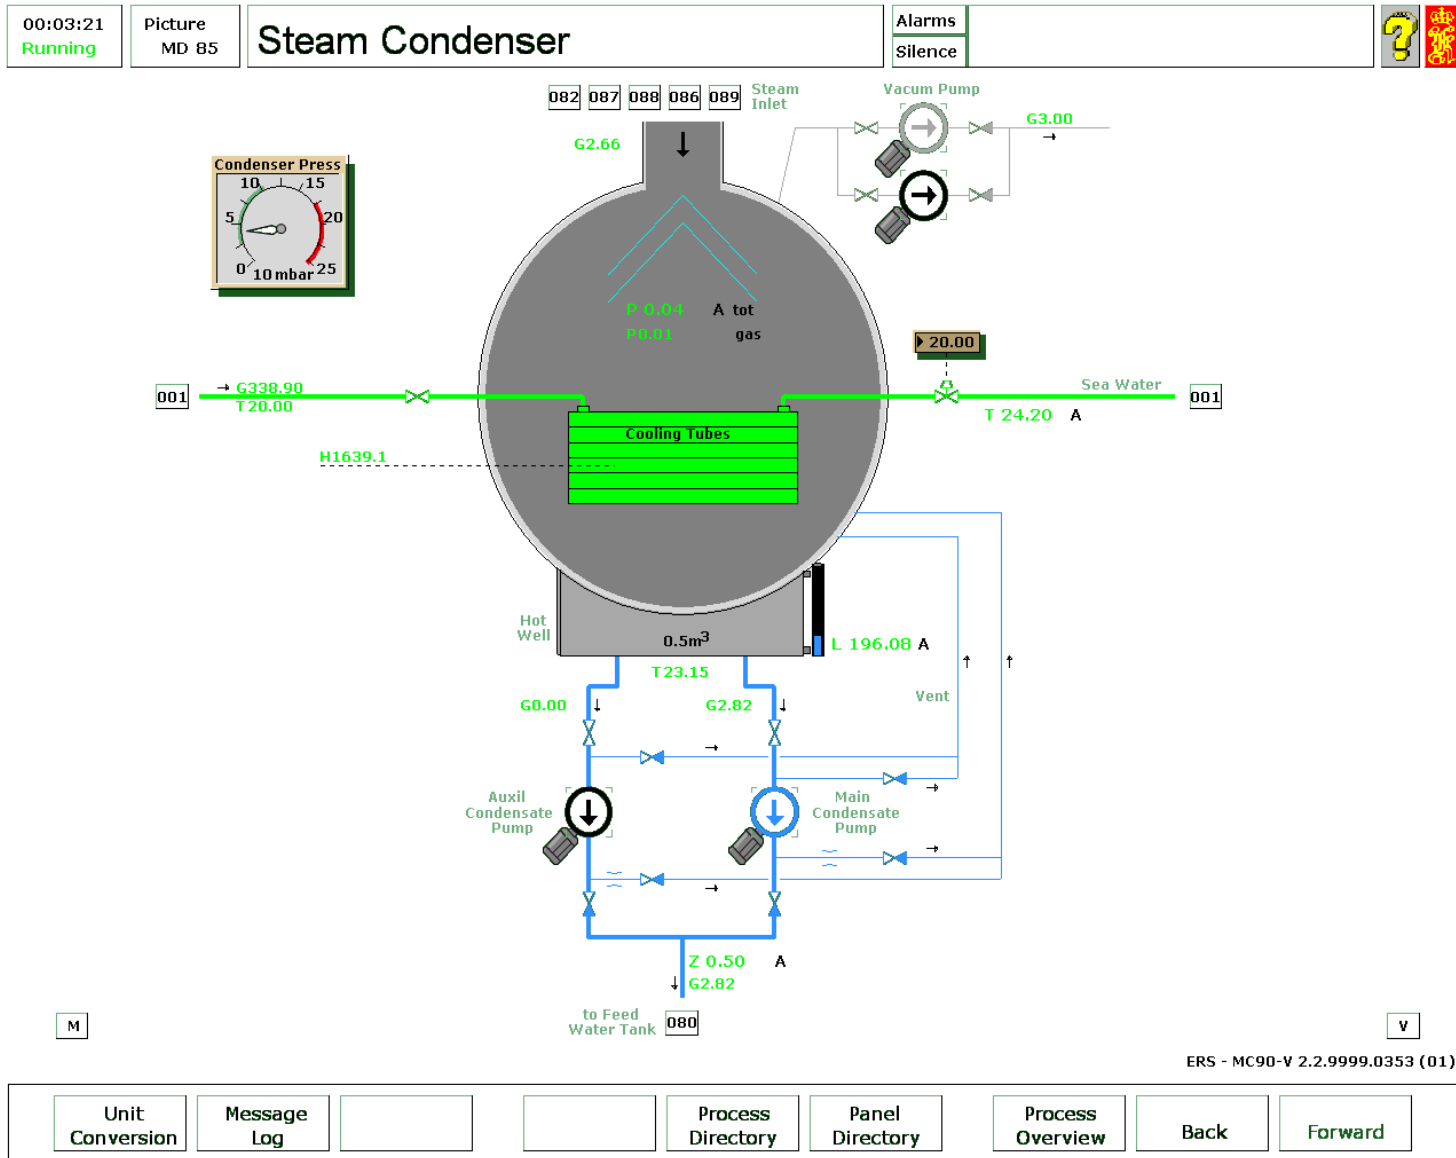 00:03:21
Running
Picture
MD 85
Steam Condenser
Alarms
Silence
?
082 087 088 086 089
Steam
Inlet
Vacum Pump
G2.66
G3.00
Condenser Press
10 15
5 20
0 25
10 mbar
P 0.04 A tot
P0.01 gas
20.00
001
G338.90
T20.00
Sea Water
001
T 24.20 A
Cooling Tubes
H1639.1
Hot
Well
0.5m³
L 196.08 A
T23.15
G0.00
G2.82
Vent
Auxil
Condensate
Pump
Main
Condensate
Pump
Z 0.50 A
G2.82
to Feed
Water Tank
080
M
V
ERS - MC90-V 2.2.9999.0353 (01)
Unit
Conversion
Message
Log
Process
Directory
Panel
Directory
Process
Overview
Back
Forward